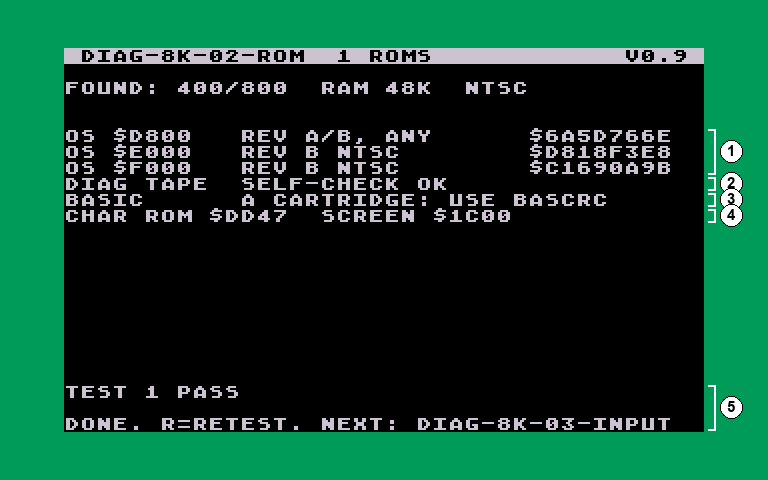 DIAG-8K-02-ROM 1 ROMS V0.9
FOUND: 400/800 RAM 48K NTSC
OS $D800 REV A/B, ANY $6A5D766E
OS $E000 REV B NTSC $D818F3E8
OS $F000 REV B NTSC $C1690A9B
1
DIAG TAPE SELF-CHECK OK
2
BASIC A CARTRIDGE: USE BASCRC
3
CHAR ROM $DD47 SCREEN $1C00
4
TEST 1 PASS
5
DONE. R=RETEST. NEXT: DIAG-8K-03-INPUT